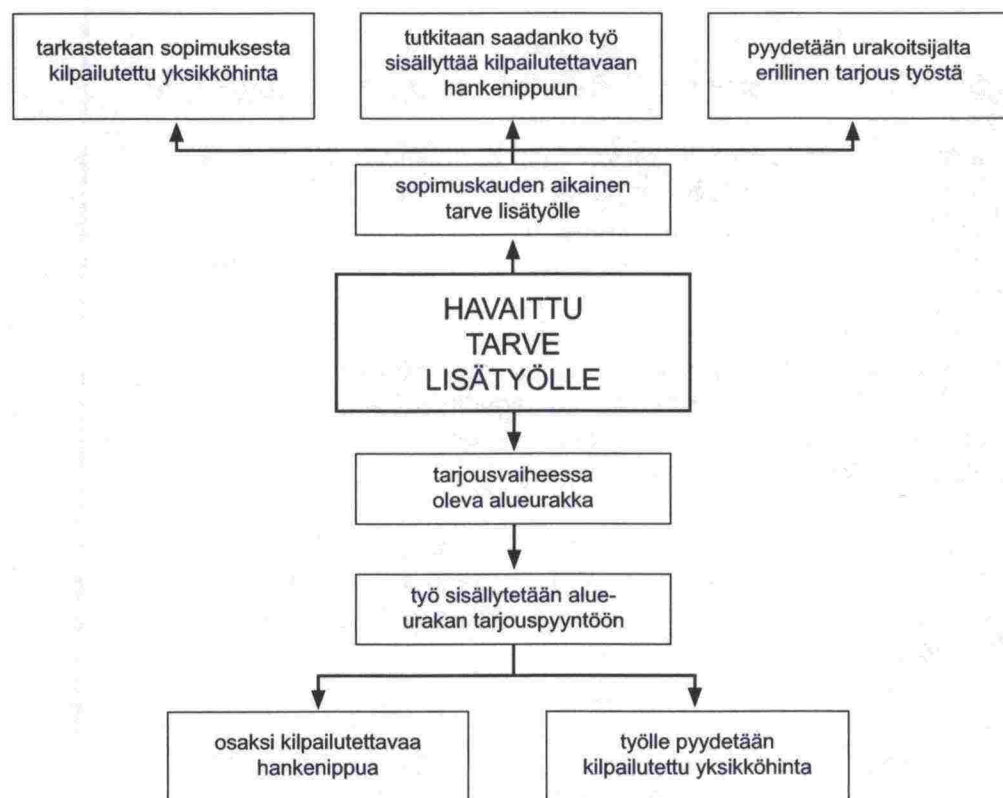 tarkastetaan sopimuksesta
kilpailutettu yksikköhinta
tutkitaan saadanko työ
sisällyttää kilpailutettavaan
hankenippuun
pyydetään urakoitsijalta
erillinen tarjous työstä
sopimuskauden aikainen
tarve lisätyölle
HAVAITTU
TARVE
LISÄTYÖLLE
tarjousvaiheessa
oleva alueurakka
työ sisällytetään alue-
urakan tarjouspyyntöön
osaksi kilpailutettavaa
hankenippua
työlle pyydetään
kilpailutettu yksikköhinta